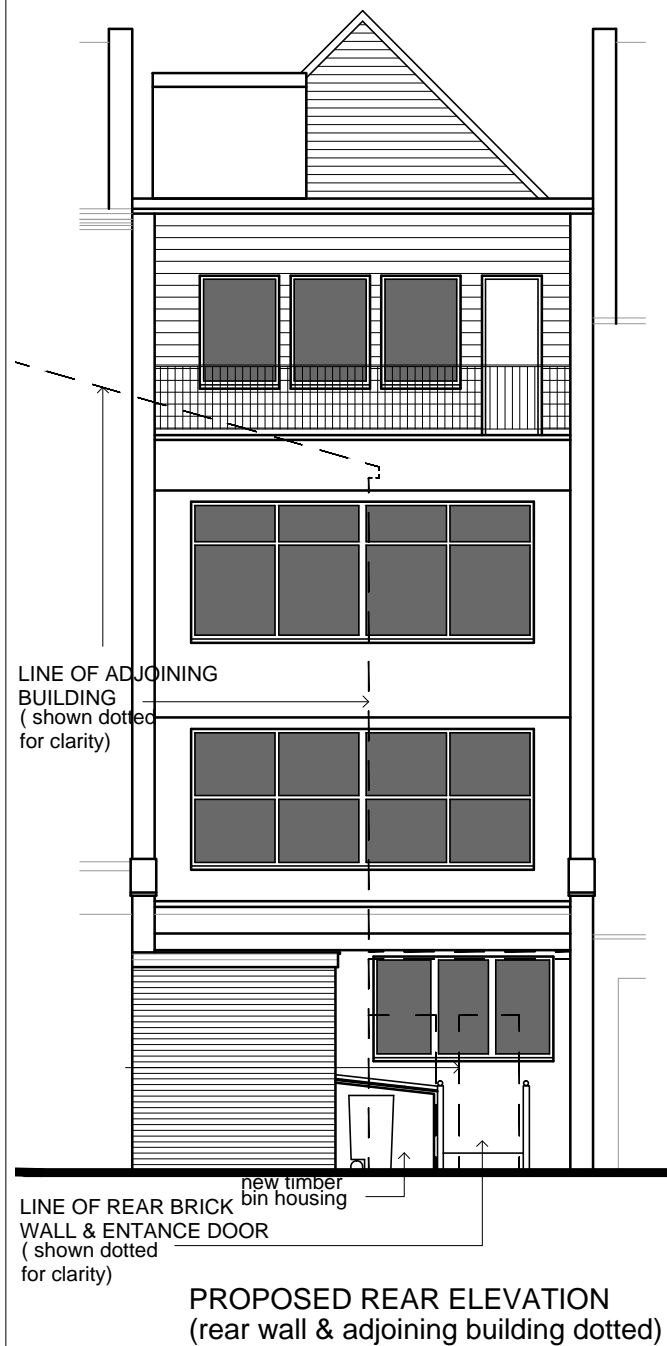 LINE OF ADJOINING
BUILDING
( shown dotted
for clarity)
new timber
bin housing
LINE OF REAR BRICK
WALL & ENTANCE DOOR
( shown dotted
for clarity)
PROPOSED REAR ELEVATION
(rear wall & adjoining building dotted)